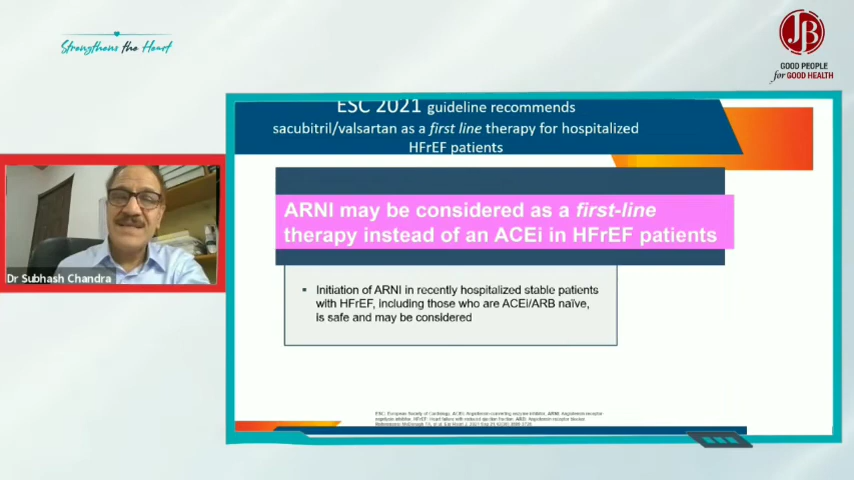 Strengthens the Heart
JB
GOOD PEOPLE
for GOOD HEALTH
ESC 2021 guideline recommends
sacubitril/valsartan as a first line therapy for hospitalized
HFrEF patients
ARNI may be considered as a first-line
therapy instead of an ACEi in HFrEF patients
▪ Initiation of ARNI in recently hospitalized stable patients
with HFrEF, including those who are ACEi/ARB naïve,
is safe and may be considered
Dr Subhash Chandra